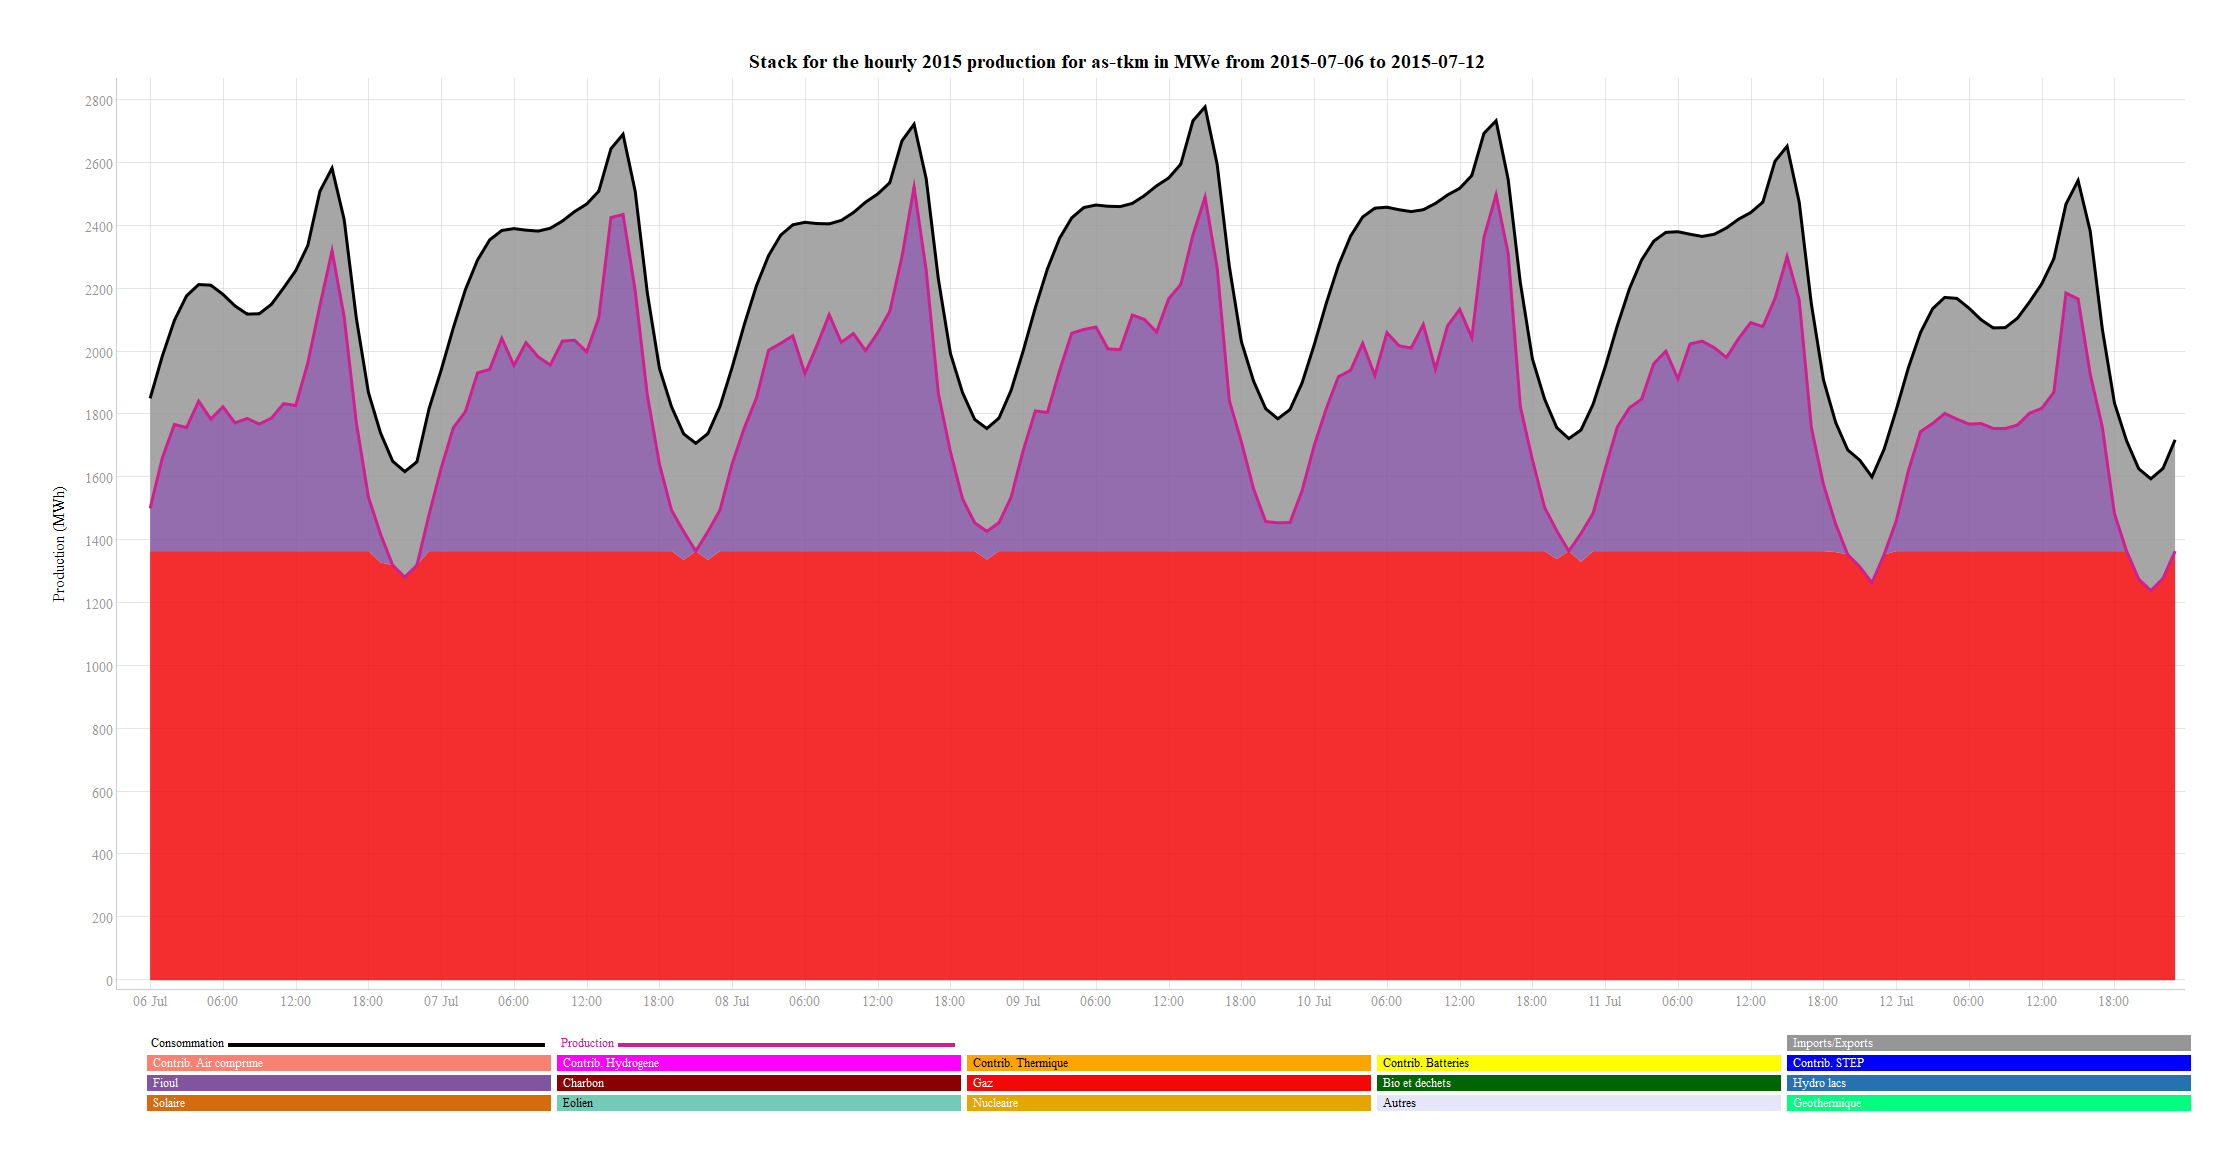 Stack for the hourly 2015 production for as-tkm in MWe from 2015-07-06 to 2015-07-12
Production (MWh)
2800
2600
2400
2200
2000
1800
1600
1400
1200
1000
800
600
400
200
0
06 Jul 06:00 12:00 18:00 07 Jul 06:00 12:00 18:00 08 Jul 06:00 12:00 18:00 09 Jul 06:00 12:00 18:00 10 Jul 06:00 12:00 18:00 11 Jul 06:00 12:00 18:00 12 Jul 06:00 12:00 18:00
Consommation Production Imports/Exports
Contrib. Air comprime Contrib. Hydrogene Contrib. Thermique Contrib. Batteries Contrib. STEP
Fioul Charbon Gaz Bio et dechets Hydro lacs
Solaire Eolien Nucleaire Autres Geothermique